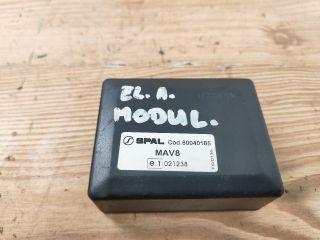 EL. A.
MODUL.
SPAL Cod.60040185
MAV8
e1 021238